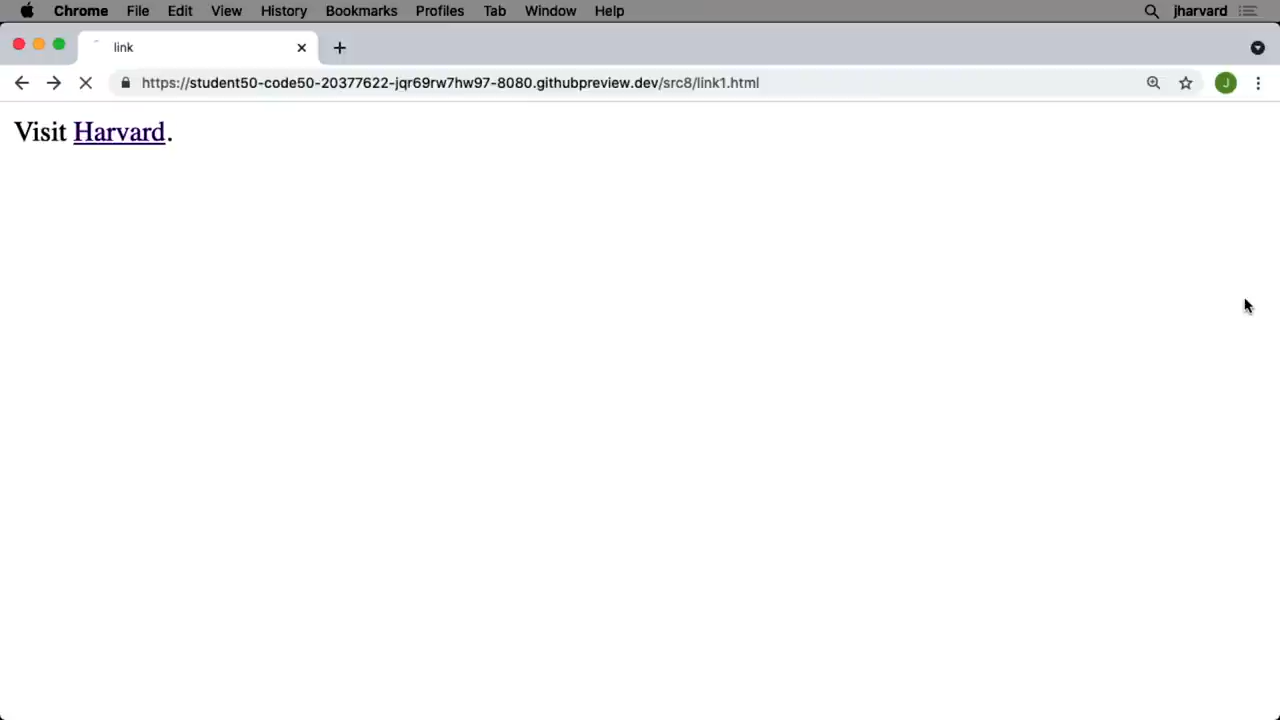 Chrome File Edit View History Bookmarks Profiles Tab Window Help jharvard
link
https://student50-code50-20377622-jqr69rw7hw97-8080.githubpreview.dev/src8/link1.html J
Visit Harvard.